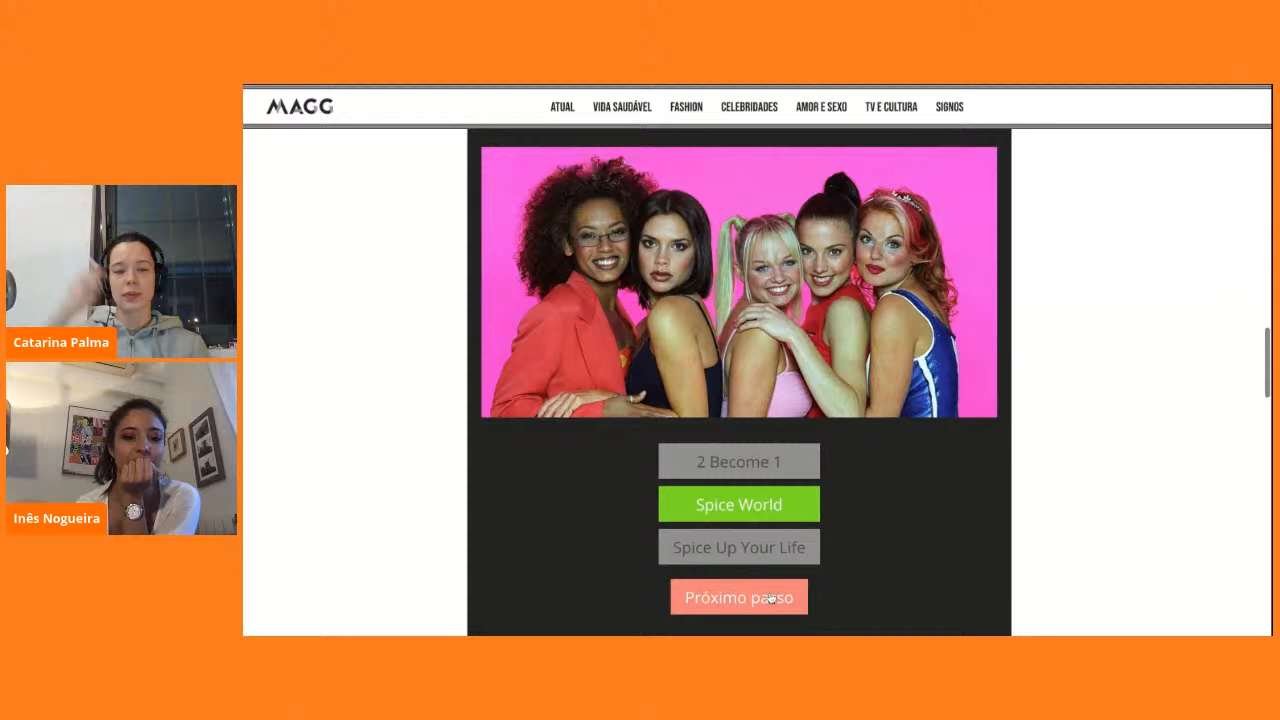 MAGG
ATUAL VIDA SAUDÁVEL FASHION CELEBRIDADES AMOR E SEXO TV E CULTURA SIGNOS
Catarina Palma
Inês Nogueira
2 Become 1
Spice World
Spice Up Your Life
Próximo passo